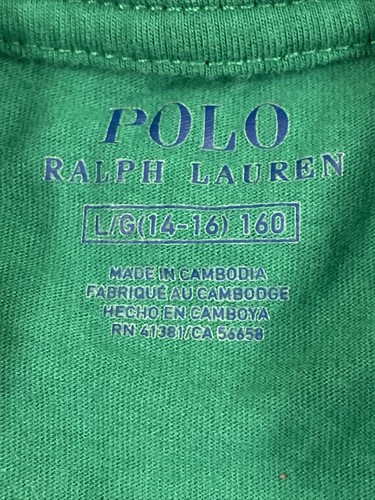 POLO
RALPH LAUREN
L/G(14-16) 160
MADE IN CAMBODIA
FABRIQUÉ AU CAMBODGE
HECHO EN CAMBOYA
RN 41381/CA 56658